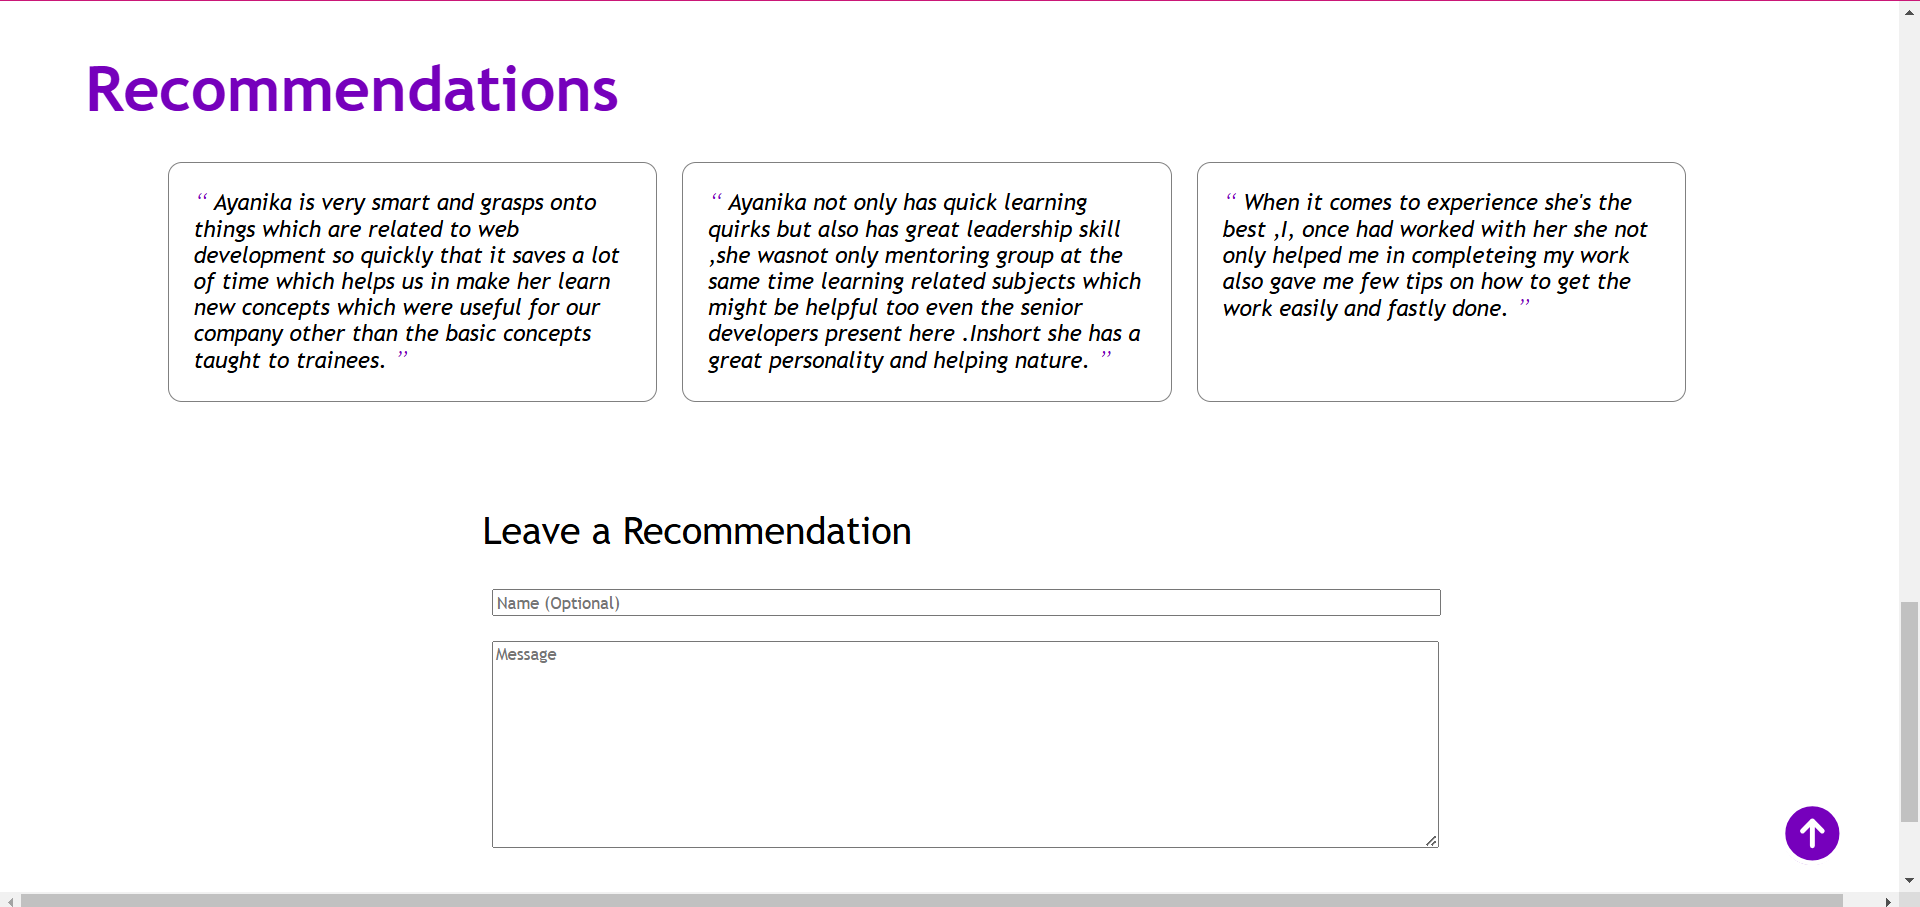 Recommendations
“ Ayanika is very smart and grasps onto
things which are related to web
development so quickly that it saves a lot
of time which helps us in make her learn
new concepts which were useful for our
company other than the basic concepts
taught to trainees. ”
“ Ayanika not only has quick learning
quirks but also has great leadership skill
,she wasnot only mentoring group at the
same time learning related subjects which
might be helpful too even the senior
developers present here .Inshort she has a
great personality and helping nature. ”
“ When it comes to experience she's the
best ,I, once had worked with her she not
only helped me in completeing my work
also gave me few tips on how to get the
work easily and fastly done. ”
Leave a Recommendation
Name (Optional)
Message